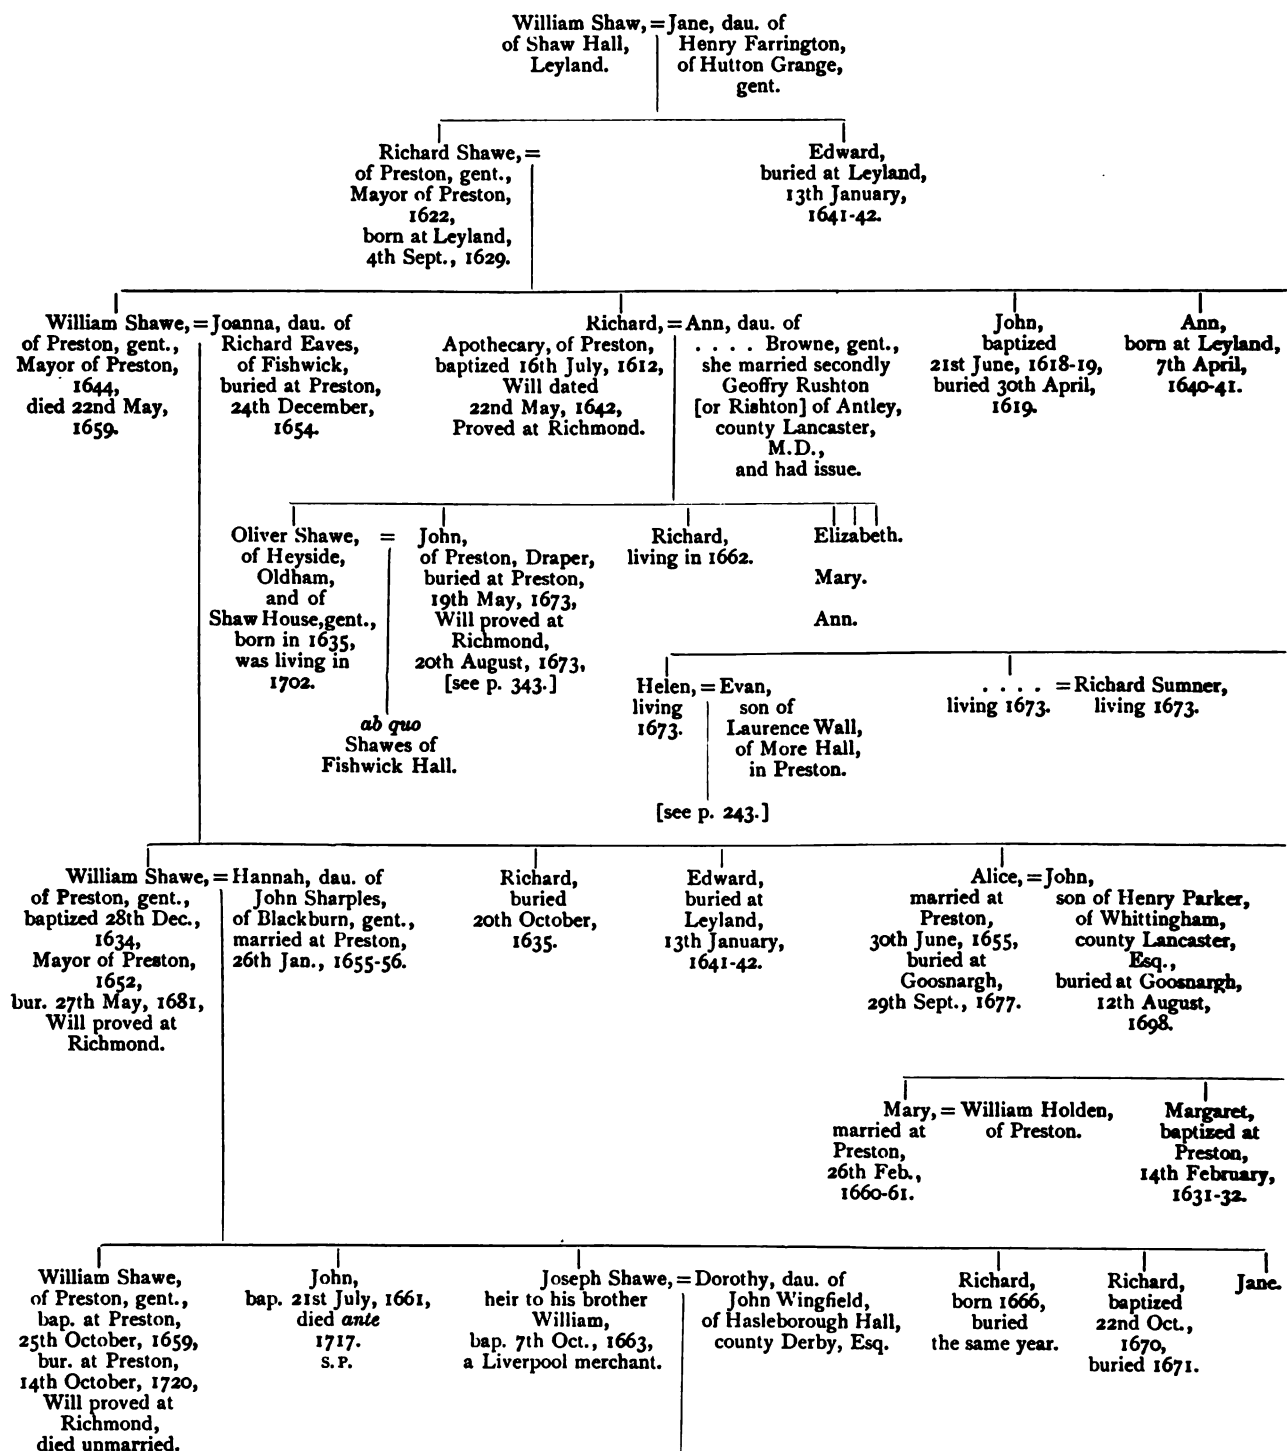 William Shaw, = Jane, dau. of
of Shaw Hall, Henry Farrington,
Leyland. of Hutton Grange,
gent.
Richard Shawe, =
of Preston, gent.,
Mayor of Preston,
1622,
born at Leyland,
4th Sept., 1629.
Edward,
buried at Leyland,
13th January,
1641-42.
William Shawe, = Joanna, dau. of
of Preston, gent., Richard Eaves,
Mayor of Preston, of Fishwick,
1644, buried at Preston,
died 22nd May, 24th December,
1659. 1654.
Richard, = Ann, dau. of
Apothecary, of Preston, . . . . Browne, gent.,
baptized 16th July, 1612, she married secondly
Will dated Geoffry Rushton
22nd May, 1642, [or Rishton] of Antley,
Proved at Richmond. county Lancaster,
M.D.,
and had issue.
John,
baptized
21st June, 1618-19,
buried 30th April,
1619.
Ann,
born at Leyland,
7th April,
1640-41.
Oliver Shawe, =
of Heyside,
Oldham,
and of
Shaw House, gent.,
born in 1635,
was living in
1702.
John,
of Preston, Draper,
buried at Preston,
19th May, 1673,
Will proved at
Richmond,
20th August, 1673,
[see p. 343.]
ab quo
Shawes of
Fishwick Hall.
Richard,
living in 1662.
Elizabeth.
Mary.
Ann.
Helen, = Evan,
living son of
1673. Laurence Wall,
of More Hall,
in Preston.
[see p. 243.]
. . . . = Richard Sumner,
living 1673. living 1673.
William Shawe, = Hannah, dau. of
of Preston, gent., John Sharples,
baptized 28th Dec., of Blackburn, gent.,
1634, married at Preston,
Mayor of Preston, 26th Jan., 1655-56.
1652,
bur. 27th May, 1681,
Will proved at
Richmond.
Richard,
buried
20th October,
1635.
Edward,
buried at
Leyland,
13th January,
1641-42.
Alice, = John,
married at son of Henry Parker,
Preston, of Whittingham,
30th June, 1655, county Lancaster,
buried at Esq.,
Goosnargh, buried at Goosnargh,
29th Sept., 1677. 12th August,
1698.
Mary, = William Holden,
married at of Preston.
Preston,
26th Feb.,
1660-61.
Margaret,
baptized at
Preston,
14th February,
1631-32.
William Shawe,
of Preston, gent.,
bap. at Preston,
25th October, 1659,
bur. at Preston,
14th October, 1720,
Will proved at
Richmond,
died unmarried.
John,
bap. 21st July, 1661,
died ante
1717.
S.P.
Joseph Shawe, = Dorothy, dau. of
heir to his brother John Wingfield,
William, of Hasleborough Hall,
bap. 7th Oct., 1663, county Derby, Esq.
a Liverpool merchant.
Richard,
born 1666,
buried
the same year.
Richard,
baptized
22nd Oct.,
1670,
buried 1671.
Jane.